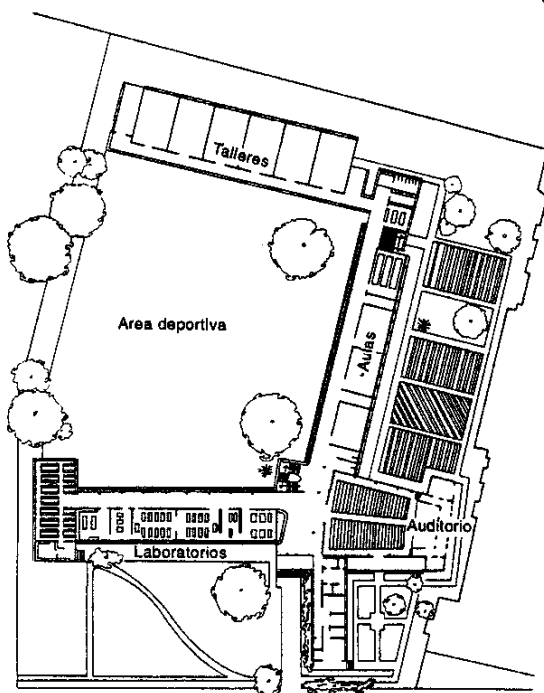 Talleres
Area deportiva
Aulas
Auditorio
Laboratorios